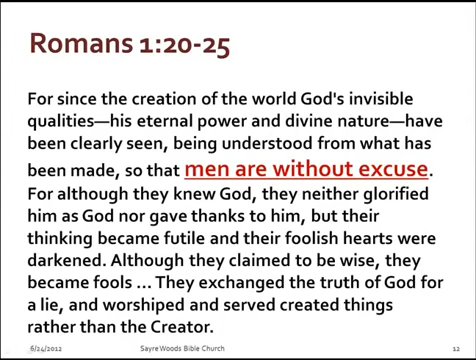 Romans 1:20-25
For since the creation of the world God's invisible
qualities—his eternal power and divine nature—have
been clearly seen, being understood from what has
been made, so that men are without excuse.
For although they knew God, they neither glorified
him as God nor gave thanks to him, but their
thinking became futile and their foolish hearts were
darkened. Although they claimed to be wise, they
became fools ... They exchanged the truth of God for
a lie, and worshiped and served created things
rather than the Creator.
6/24/2012 Sayre Woods Bible Church 12